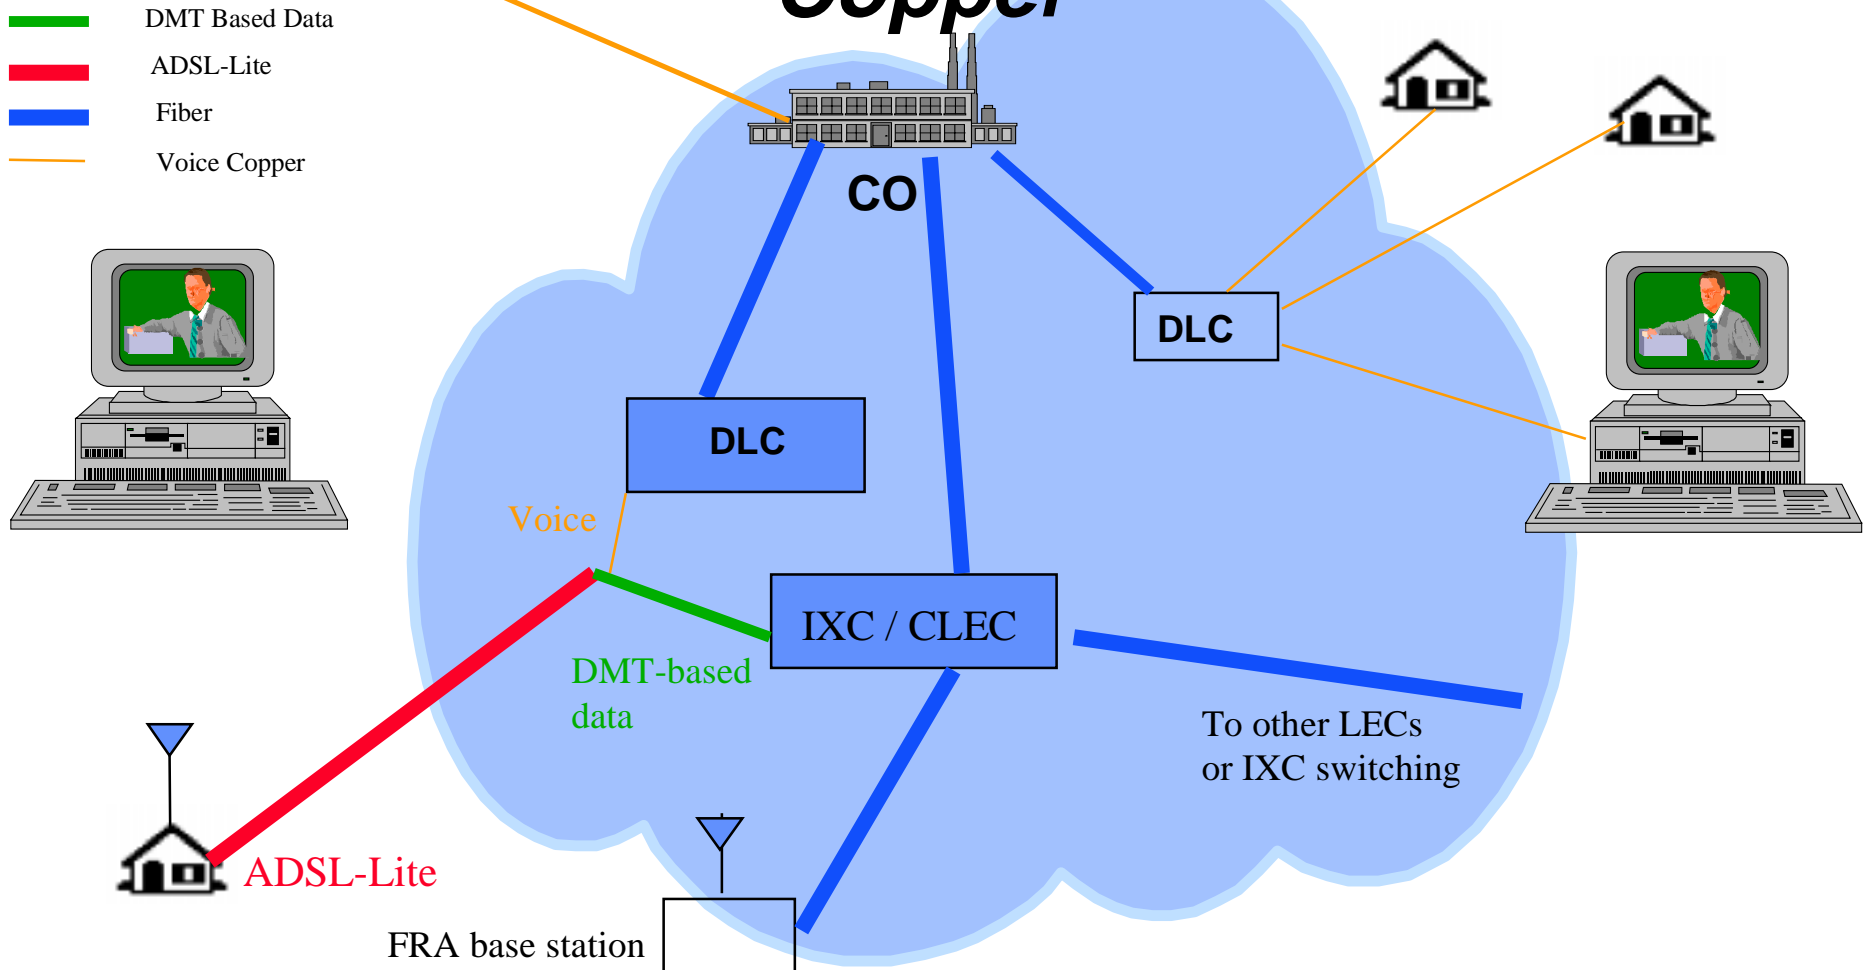 Copper
DMT Based Data
ADSL-Lite
Fiber
Voice Copper
CO
DLC
DLC
Voice
IXC / CLEC
DMT-based
data
To other LECs
or IXC switching
ADSL-Lite
FRA base station